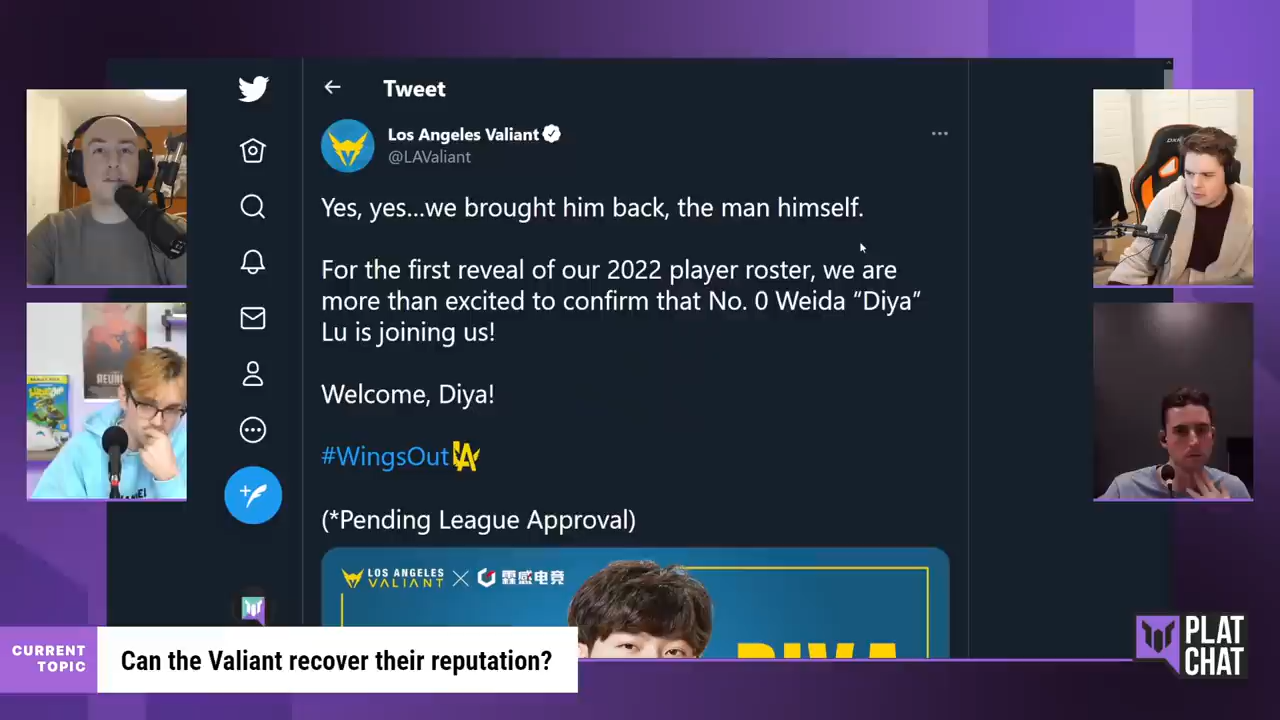 Tweet
Los Angeles Valiant
@LAValiant
Yes, yes...we brought him back, the man himself.
For the first reveal of our 2022 player roster, we are
more than excited to confirm that No. 0 Weida "Diya"
Lu is joining us!
Welcome, Diya!
#WingsOut
(*Pending League Approval)
LOS ANGELES
VALIANT
霖感电竞
DIYA
CURRENT
TOPIC
Can the Valiant recover their reputation?
PLAT
CHAT